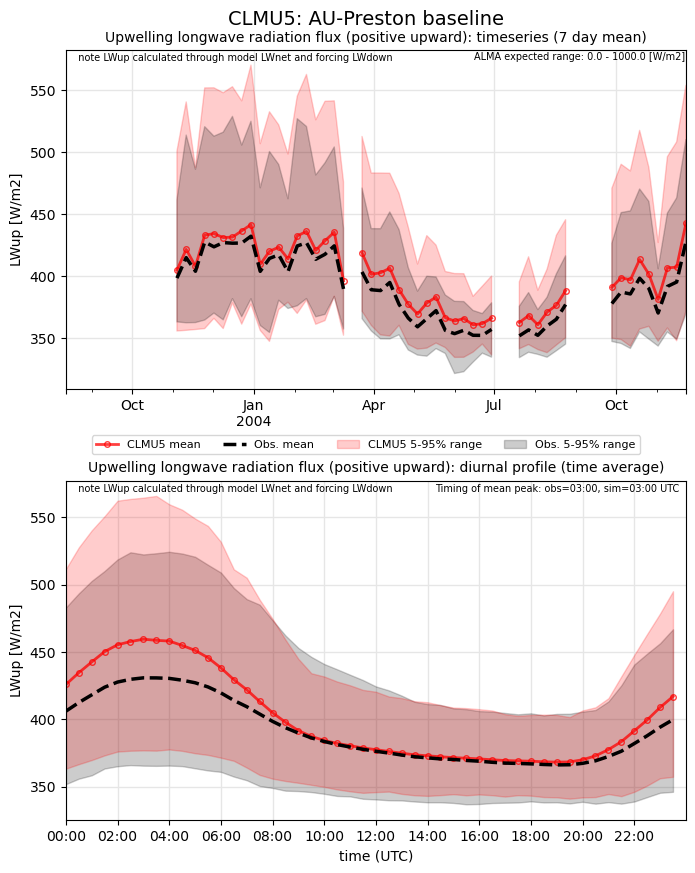 CLMU5: AU-Preston baseline
Upwelling longwave radiation flux (positive upward): timeseries (7 day mean)
note LWup calculated through model LWnet and forcing LWdown
ALMA expected range: 0.0 - 1000.0 [W/m2]
550
500
450
400
350
LWup [W/m2]
Oct
Jan
2004
Apr
Jul
Oct
CLMU5 mean
Obs. mean
CLMU5 5-95% range
Obs. 5-95% range
Upwelling longwave radiation flux (positive upward): diurnal profile (time average)
note LWup calculated through model LWnet and forcing LWdown
Timing of mean peak: obs=03:00, sim=03:00 UTC
550
500
450
400
350
LWup [W/m2]
00:00
02:00
04:00
06:00
08:00
10:00
12:00
14:00
16:00
18:00
20:00
22:00
time (UTC)